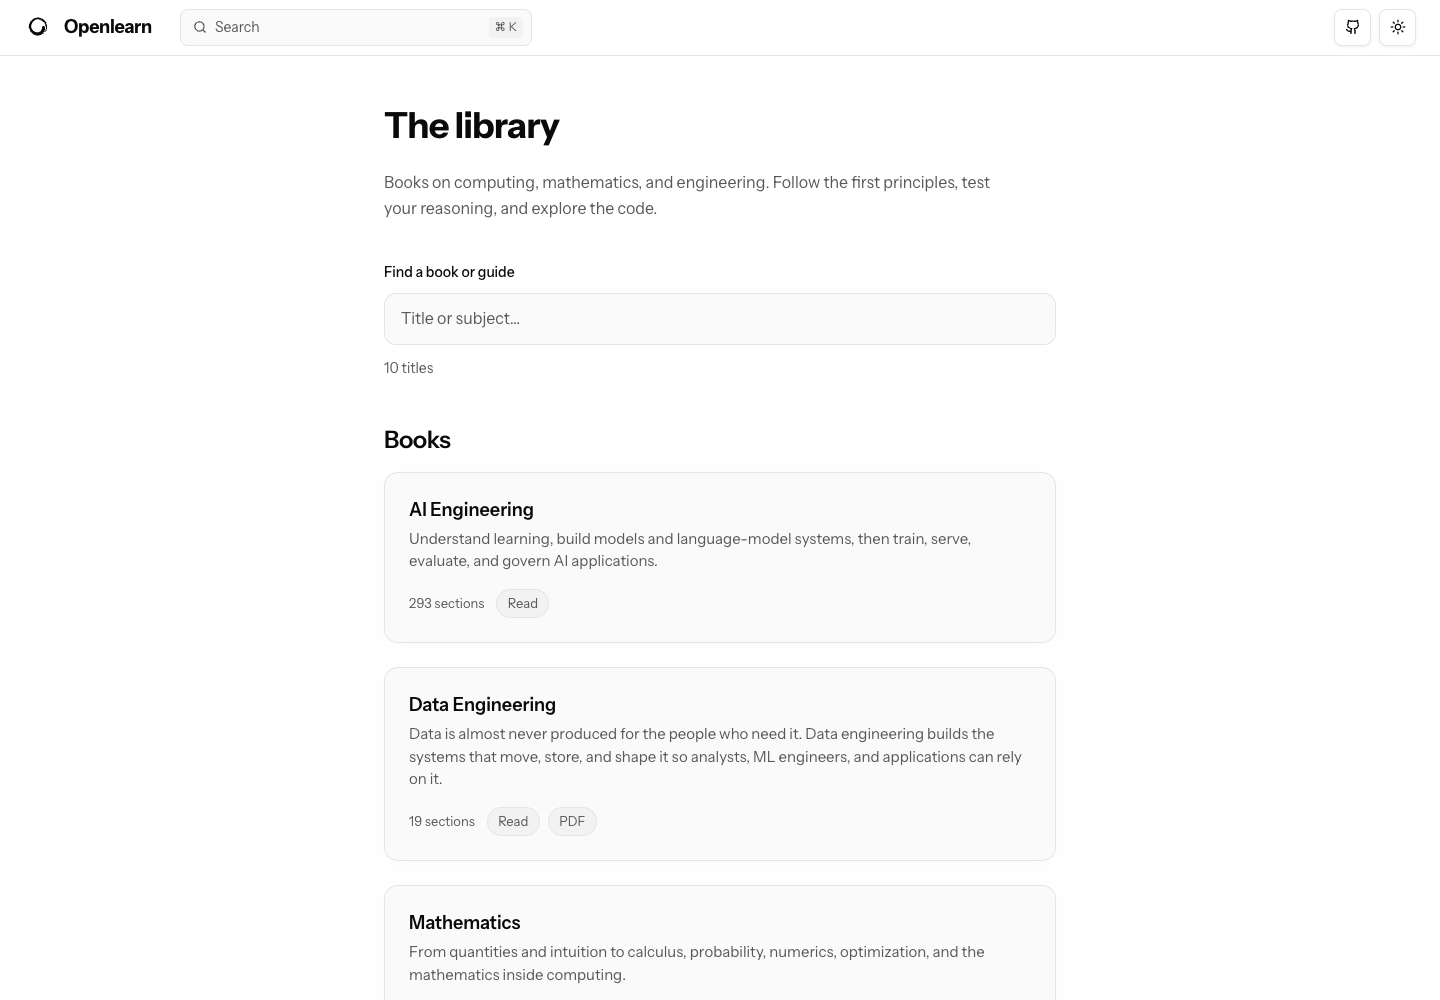 Openlearn
Search
⌘ K
The library
Books on computing, mathematics, and engineering. Follow the first principles, test
your reasoning, and explore the code.
Find a book or guide
Title or subject...
10 titles
Books
AI Engineering
Understand learning, build models and language-model systems, then train, serve,
evaluate, and govern AI applications.
293 sections Read
Data Engineering
Data is almost never produced for the people who need it. Data engineering builds the
systems that move, store, and shape it so analysts, ML engineers, and applications can rely
on it.
19 sections Read PDF
Mathematics
From quantities and intuition to calculus, probability, numerics, optimization, and the
mathematics inside computing.